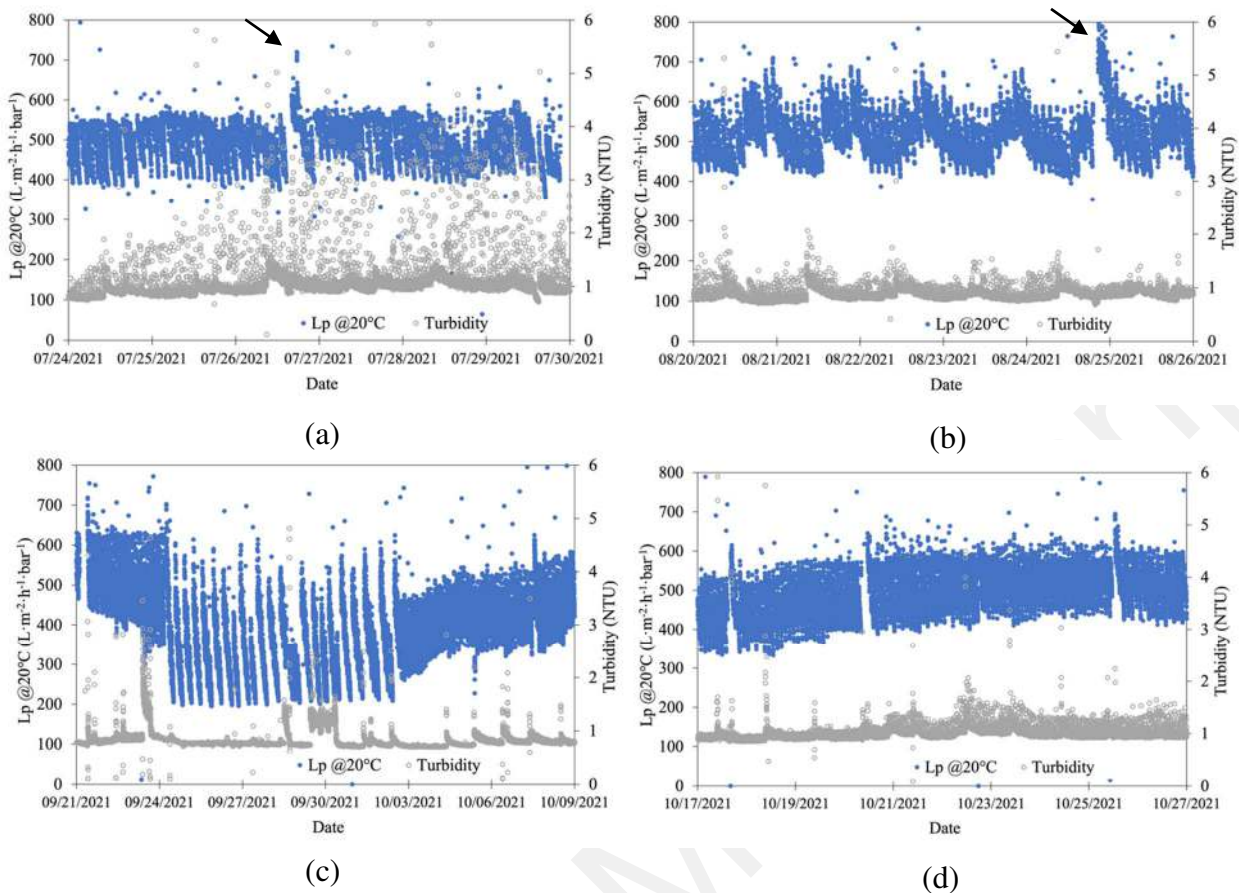 800 700 600 500 400 300 200 100 0
Lp @20°C (L·m⁻²·h⁻¹·bar⁻¹)
6 5 4 3 2 1 0
Turbidity (NTU)
Lp @20°C Turbidity
07/24/2021 07/25/2021 07/26/2021 07/27/2021 07/28/2021 07/29/2021 07/30/2021
Date
(a)
800 700 600 500 400 300 200 100 0
Lp @20°C (L·m⁻²·h⁻¹·bar⁻¹)
6 5 4 3 2 1 0
Turbidity (NTU)
Lp @20°C Turbidity
08/20/2021 08/21/2021 08/22/2021 08/23/2021 08/24/2021 08/25/2021 08/26/2021
Date
(b)
800 700 600 500 400 300 200 100 0
Lp @20°C (L·m⁻²·h⁻¹·bar⁻¹)
6 5 4 3 2 1 0
Turbidity (NTU)
Lp @20°C Turbidity
09/21/2021 09/24/2021 09/27/2021 09/30/2021 10/03/2021 10/06/2021 10/09/2021
Date
(c)
800 700 600 500 400 300 200 100 0
Lp @20°C (L·m⁻²·h⁻¹·bar⁻¹)
6 5 4 3 2 1 0
Turbidity (NTU)
Lp @20°C Turbidity
10/17/2021 10/19/2021 10/21/2021 10/23/2021 10/25/2021 10/27/2021
Date
(d)